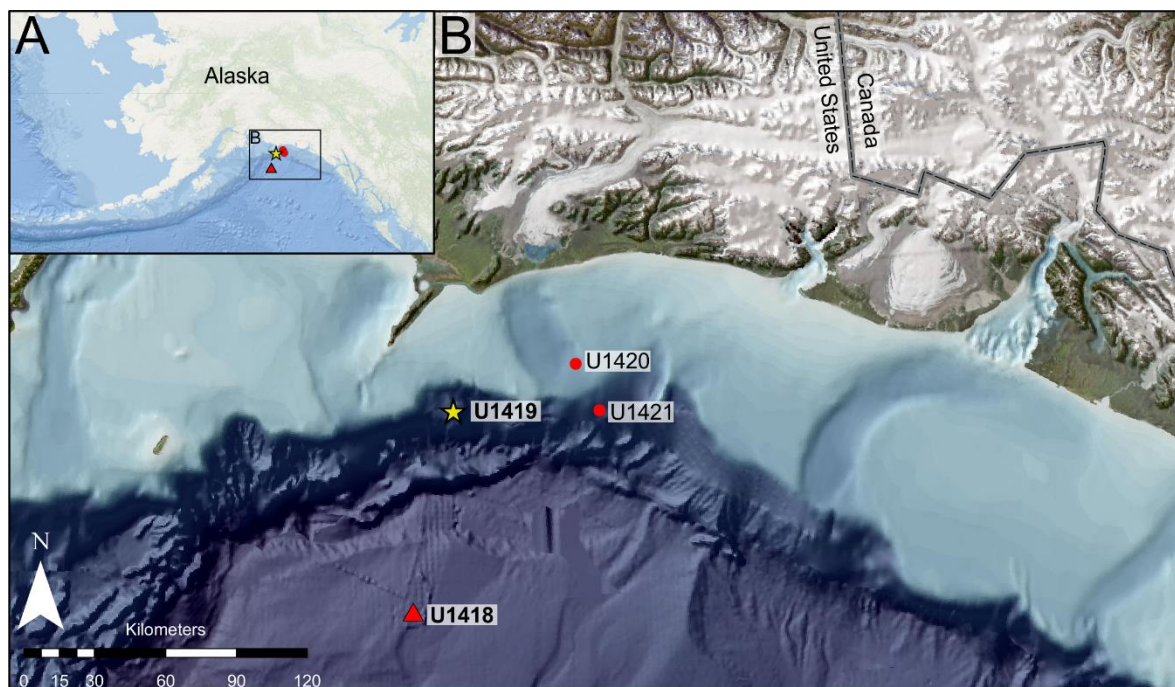 A
Alaska
B
B
United States
Canada
U1420
U1419
U1421
U1418
N
Kilometers
0 15 30 60 90 120